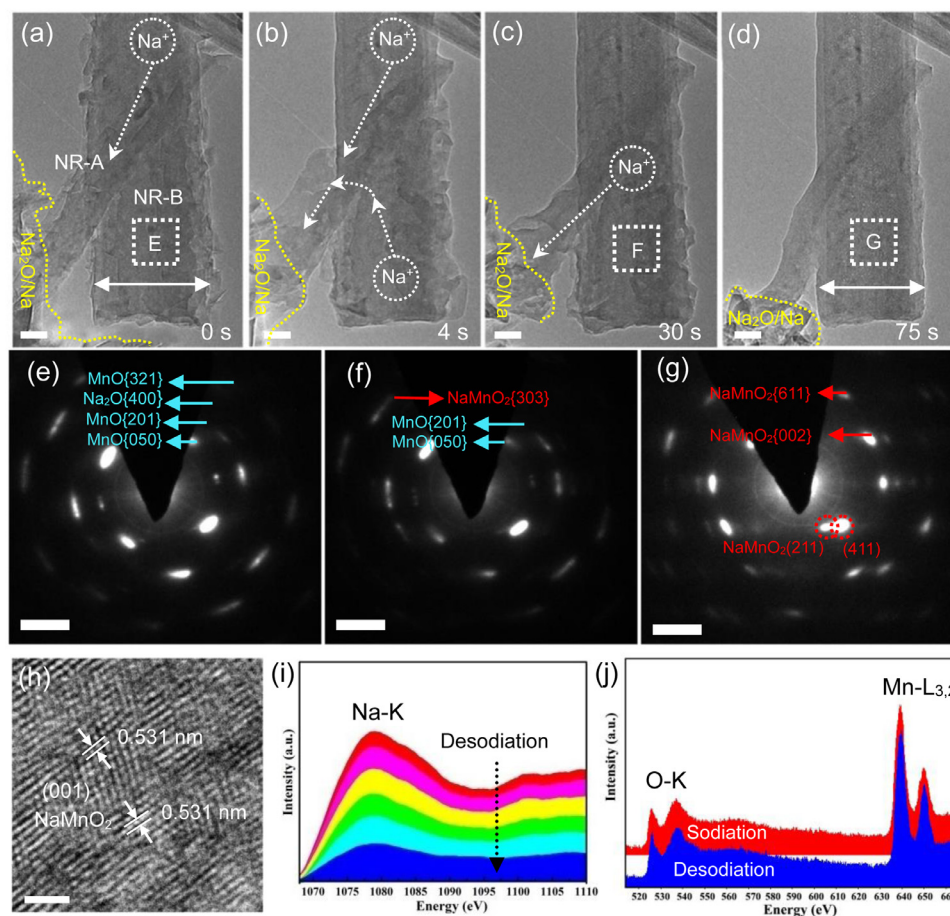 (a)
Na⁺
NR-A
NR-B
E
Na₂O/Na
0 s
(b)
Na⁺
Na⁺
Na₂O/Na
4 s
(c)
Na⁺
F
Na₂O/Na
30 s
(d)
G
Na₂O/Na
75 s
(e)
MnO{321}
Na₂O{400}
MnO{201}
MnO{050}
(f)
NaMnO₂{303}
MnO{201}
MnO{050}
(g)
NaMnO₂{611}
NaMnO₂{002}
NaMnO₂{211}
(411)
(h)
0.531 nm
(001)
NaMnO₂
0.531 nm
(i)
Na-K
Desodiation
Intensity (a.u.)
1070 1075 1080 1085 1090 1095 1100 1105 1110
Energy (eV)
(j)
Mn-L₃,₂
O-K
Sodiation
Desodiation
Intensity (a.u.)
520 530 540 550 560 570 580 590 600 610 620 630 640 650
Energy (eV)